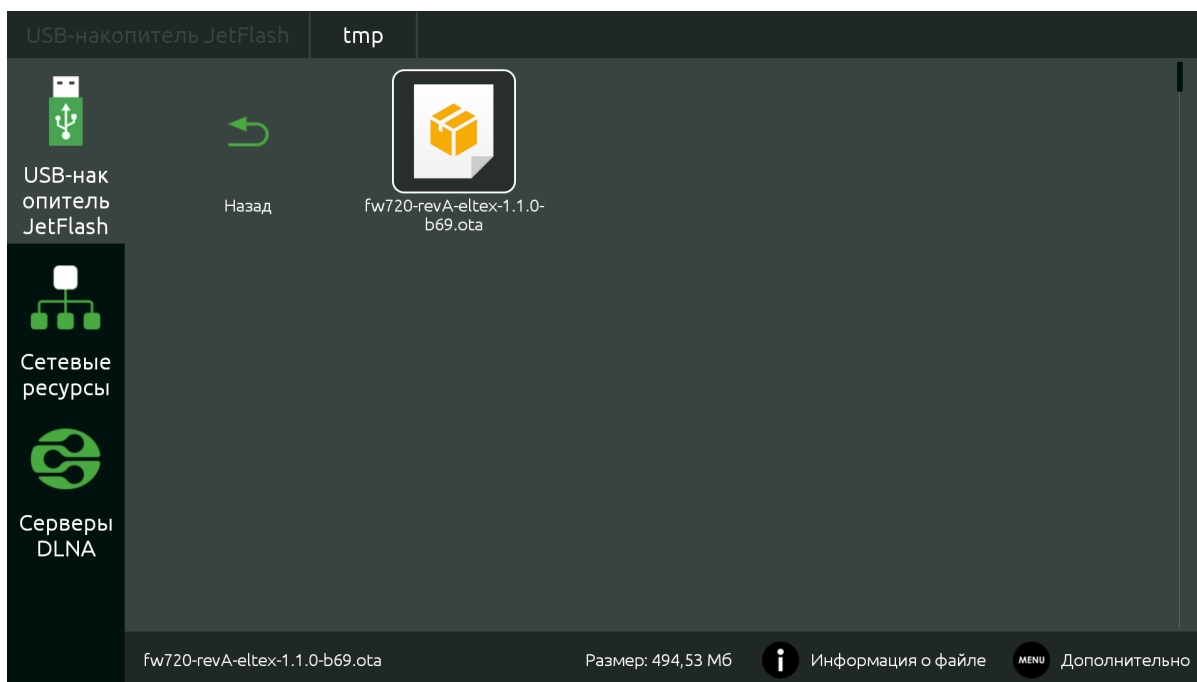 USB-накопитель JetFlash
tmp
USB-нак
опитель
JetFlash
Назад
fw720-revA-eltex-1.1.0-
b69.ota
Сетевые
ресурсы
Серверы
DLNA
fw720-revA-eltex-1.1.0-b69.ota
Размер: 494,53 Мб
i Информация о файле
MENU Дополнительно